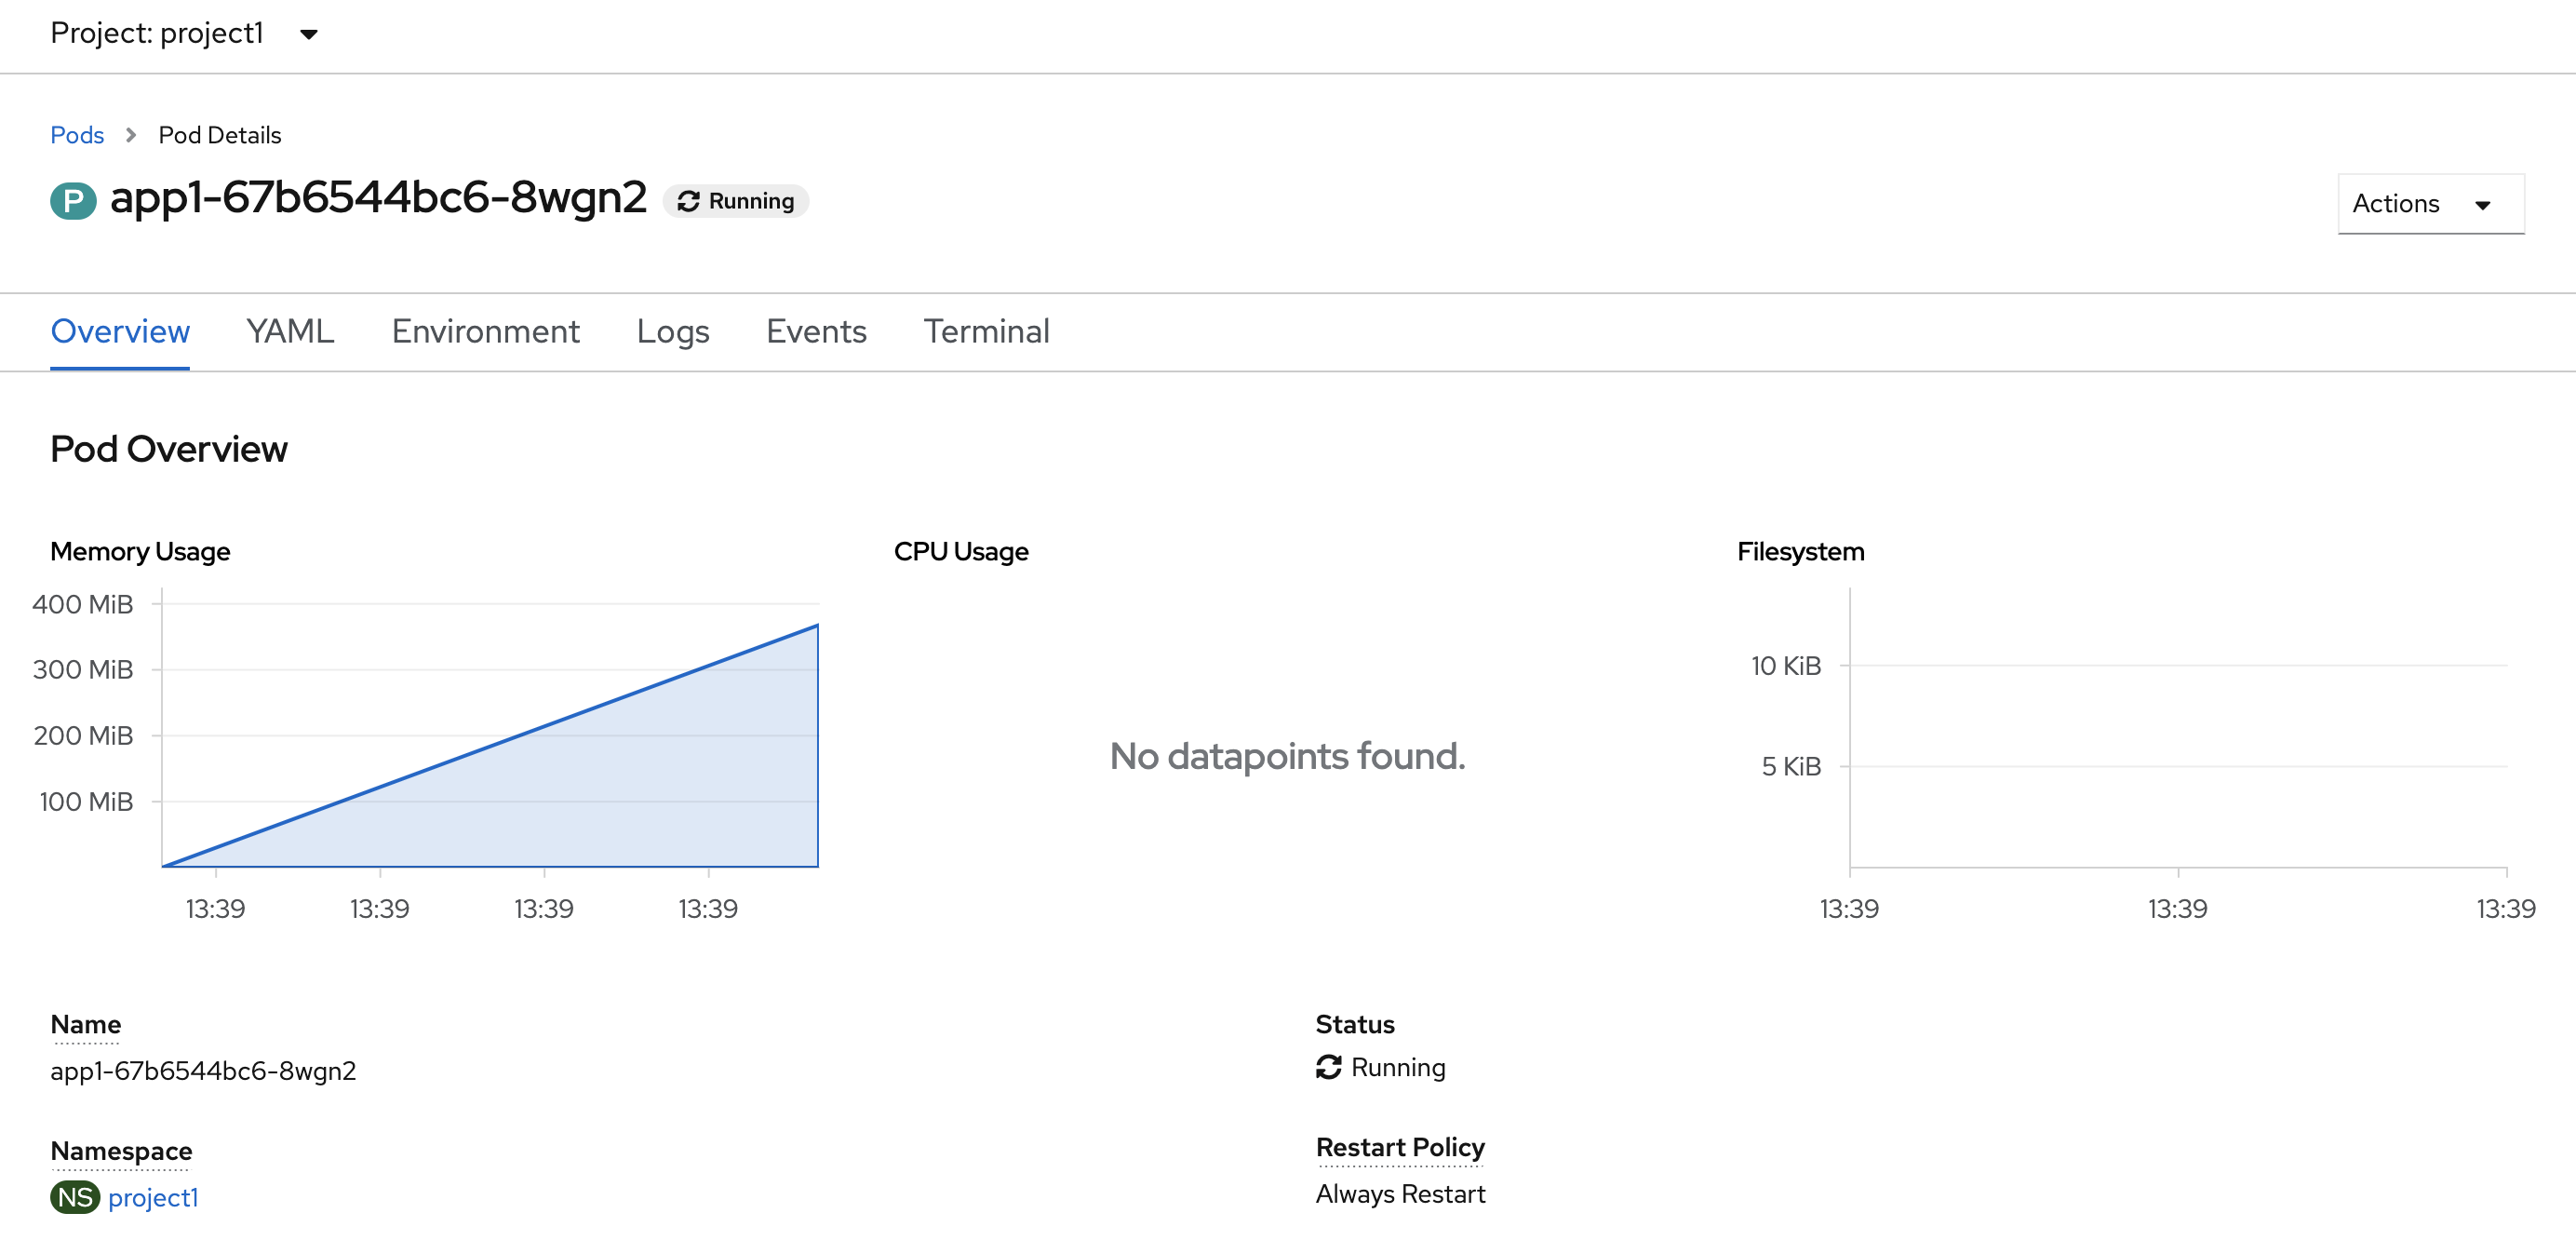 Project: project1
Pods > Pod Details
P app1-67b6544bc6-8wgn2 Running
Actions
Overview YAML Environment Logs Events Terminal
Pod Overview
Memory Usage
400 MiB
300 MiB
200 MiB
100 MiB
13:39 13:39 13:39 13:39
CPU Usage
No datapoints found.
Filesystem
10 KiB
5 KiB
13:39 13:39 13:39
Name
app1-67b6544bc6-8wgn2
Namespace
NS project1
Status
Running
Restart Policy
Always Restart